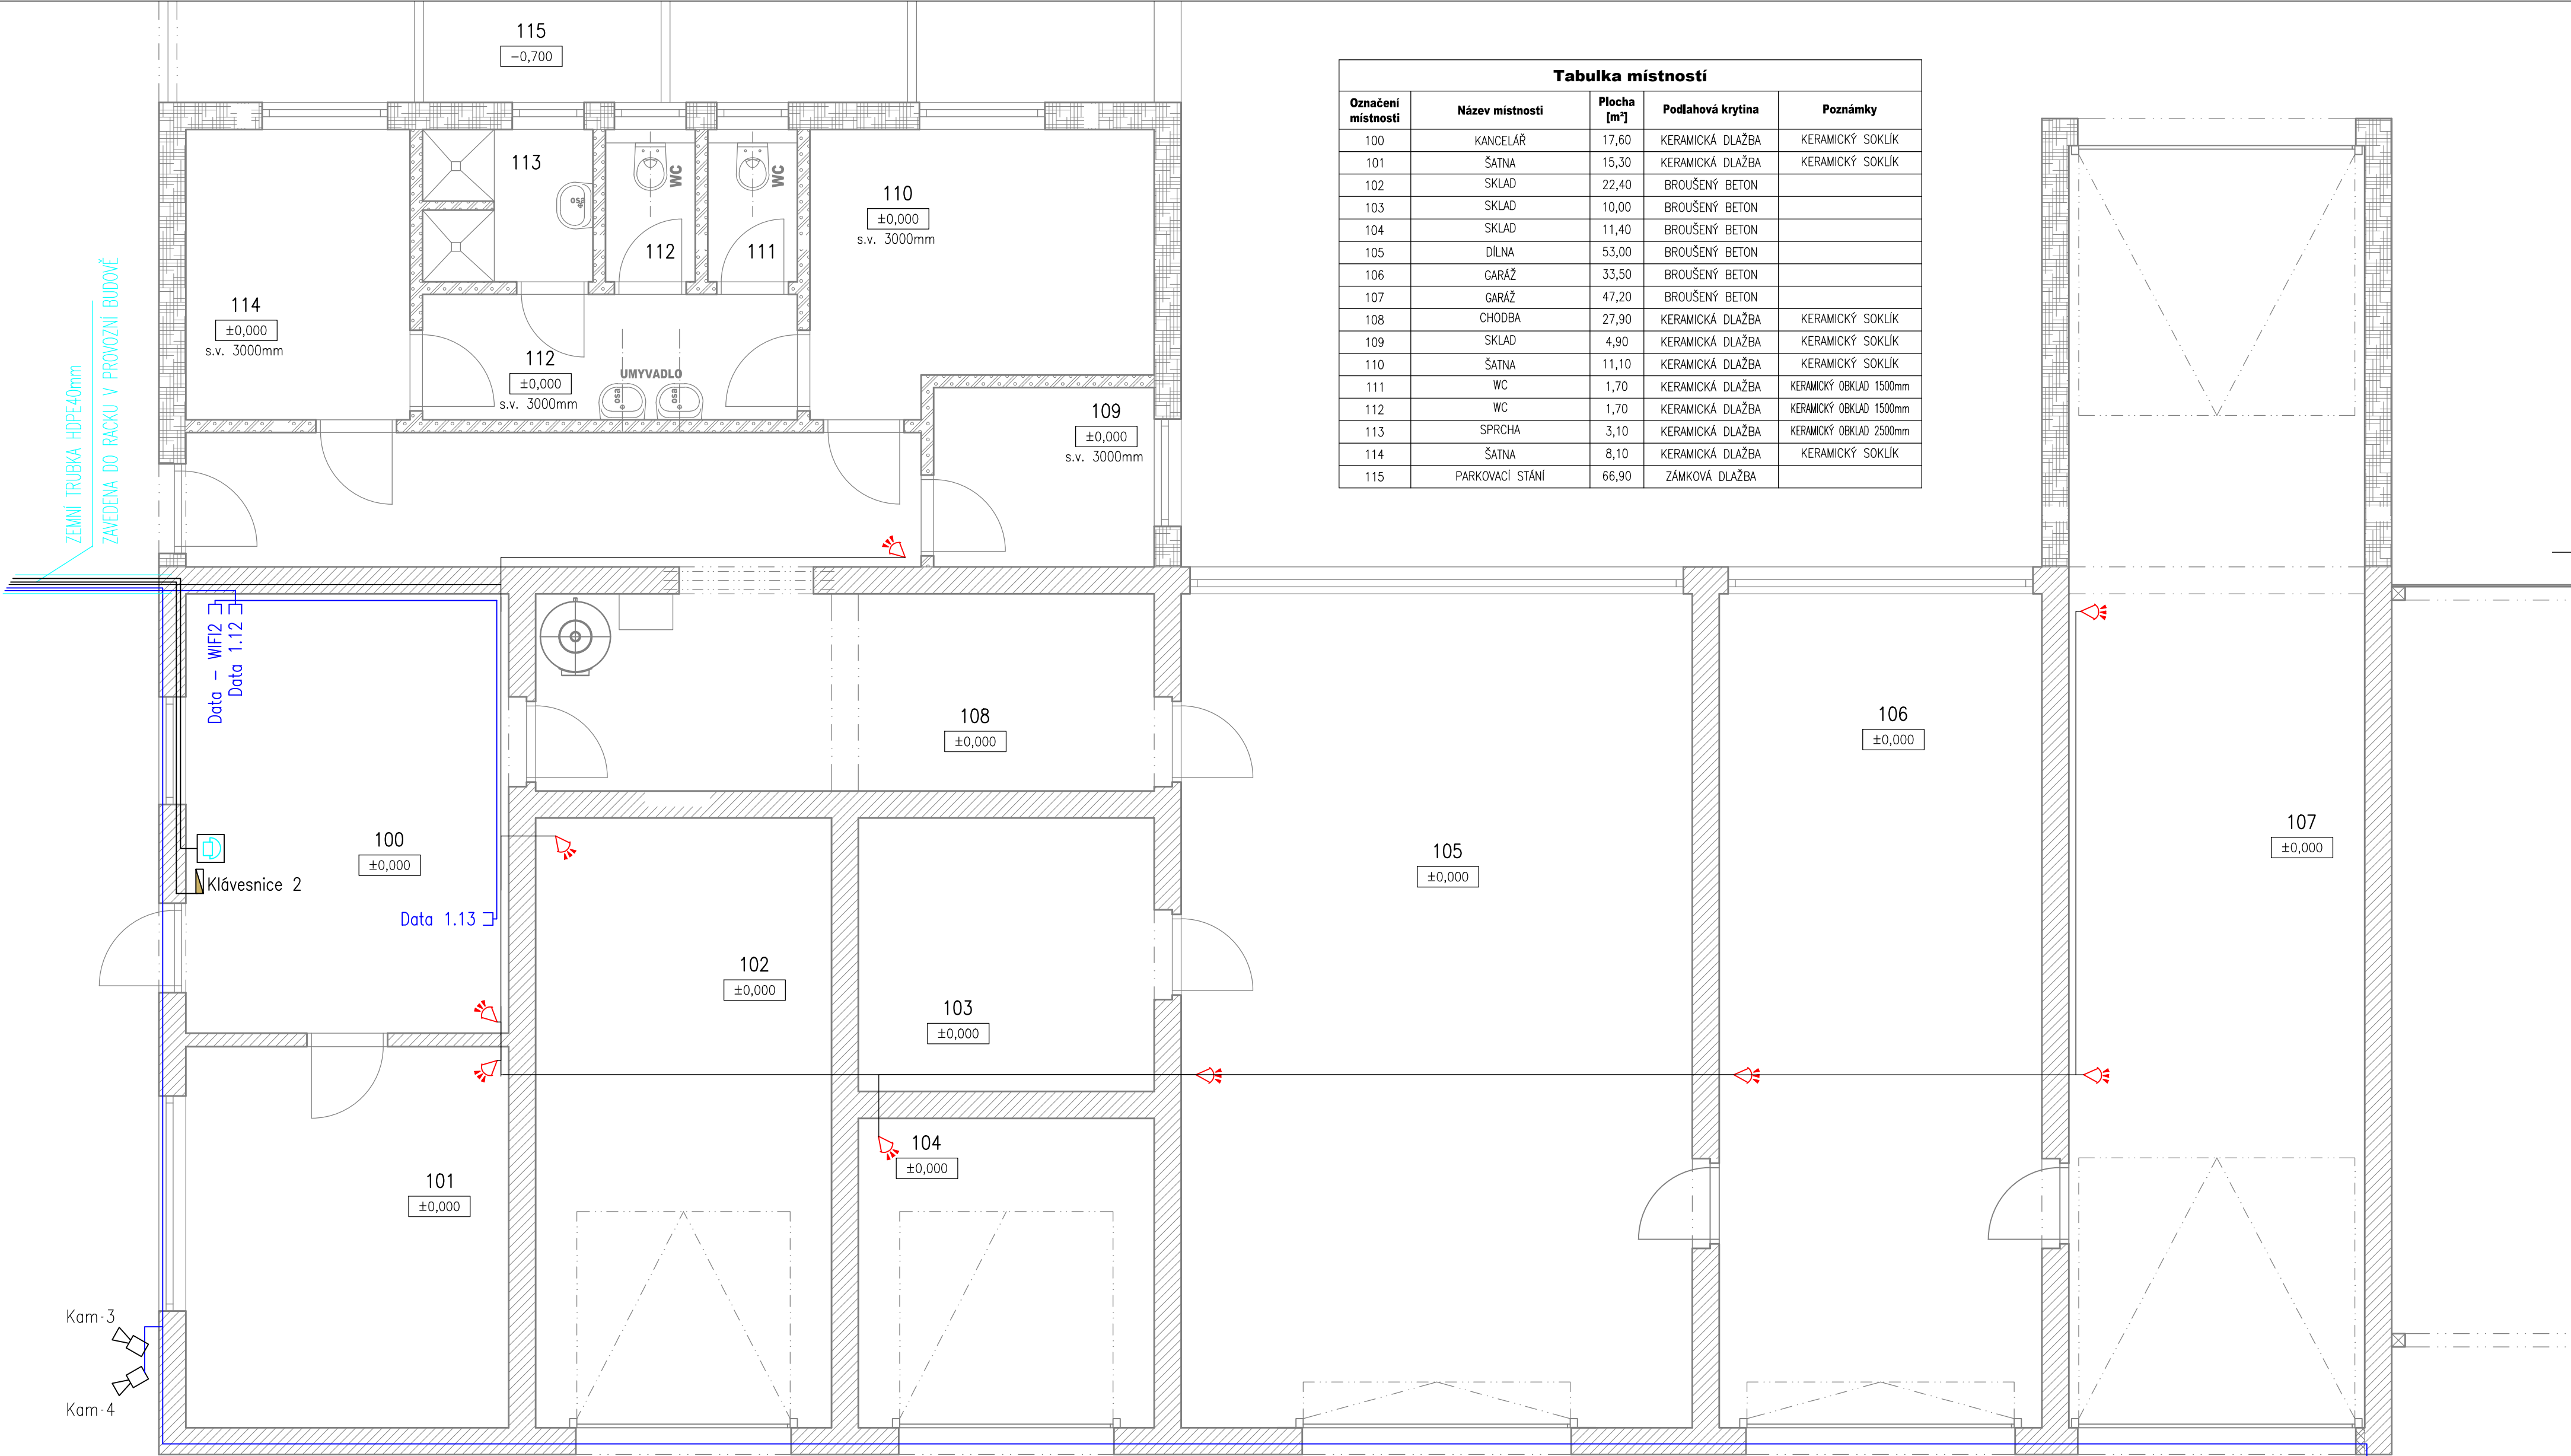 115
−0,700
Tabulka místností
Označení místnosti | Název místnosti | Plocha [m²] | Podlahová krytina | Poznámky
100 | KANCELÁŘ | 17,60 | KERAMICKÁ DLAŽBA | KERAMICKÝ SOKLÍK
101 | ŠATNA | 15,30 | KERAMICKÁ DLAŽBA | KERAMICKÝ SOKLÍK
102 | SKLAD | 22,40 | BROUŠENÝ BETON
103 | SKLAD | 10,00 | BROUŠENÝ BETON
104 | SKLAD | 11,40 | BROUŠENÝ BETON
105 | DÍLNA | 53,00 | BROUŠENÝ BETON
106 | GARÁŽ | 33,50 | BROUŠENÝ BETON
107 | GARÁŽ | 47,20 | BROUŠENÝ BETON
108 | CHODBA | 27,90 | KERAMICKÁ DLAŽBA | KERAMICKÝ SOKLÍK
109 | SKLAD | 4,90 | KERAMICKÁ DLAŽBA | KERAMICKÝ SOKLÍK
110 | ŠATNA | 11,10 | KERAMICKÁ DLAŽBA | KERAMICKÝ SOKLÍK
111 | WC | 1,70 | KERAMICKÁ DLAŽBA | KERAMICKÝ OBKLAD 1500mm
112 | WC | 1,70 | KERAMICKÁ DLAŽBA | KERAMICKÝ OBKLAD 1500mm
113 | SPRCHA | 3,10 | KERAMICKÁ DLAŽBA | KERAMICKÝ OBKLAD 2500mm
114 | ŠATNA | 8,10 | KERAMICKÁ DLAŽBA | KERAMICKÝ SOKLÍK
115 | PARKOVACÍ STÁNÍ | 66,90 | ZÁMKOVÁ DLAŽBA
113
osa
WC
WC
110
±0,000
s.v. 3000mm
112
111
114
±0,000
s.v. 3000mm
112
±0,000
s.v. 3000mm
UMYVADLO
osa
osa
109
±0,000
s.v. 3000mm
ZEMNÍ TRUBKA HDPE40mm
ZAVEDENA DO RACKU V PROVOZNÍ BUDOVĚ
Data - WIFI2
Data 1.12
108
±0,000
106
±0,000
100
±0,000
105
±0,000
107
±0,000
Klávesnice 2
Data 1.13
102
±0,000
103
±0,000
104
±0,000
101
±0,000
Kam-3
Kam-4